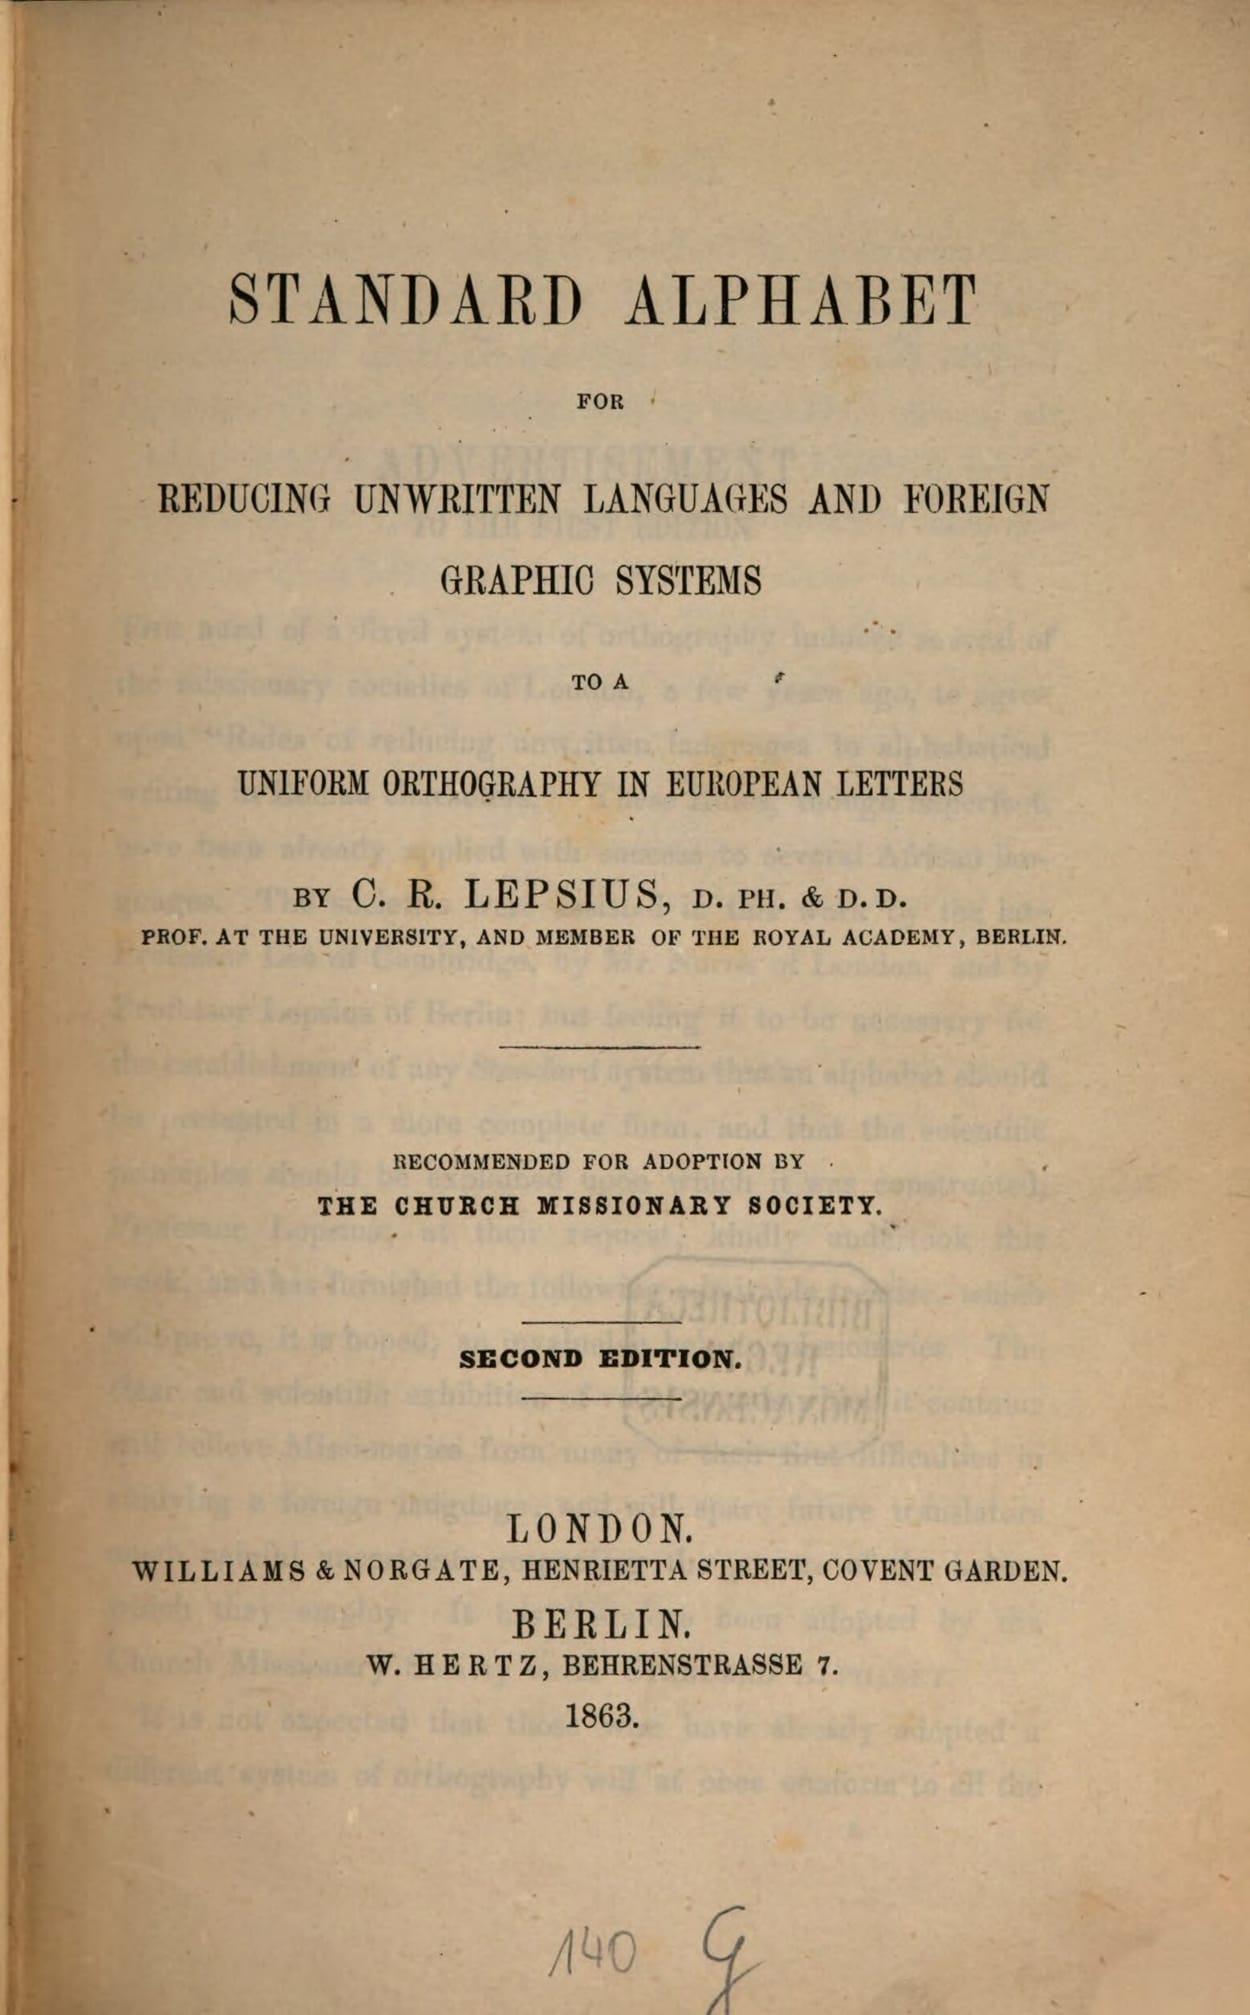 STANDARD ALPHABET
FOR
REDUCING UNWRITTEN LANGUAGES AND FOREIGN
GRAPHIC SYSTEMS
TO A
UNIFORM ORTHOGRAPHY IN EUROPEAN LETTERS
BY C. R. LEPSIUS, D. PH. & D. D.
PROF. AT THE UNIVERSITY, AND MEMBER OF THE ROYAL ACADEMY, BERLIN.
RECOMMENDED FOR ADOPTION BY
THE CHURCH MISSIONARY SOCIETY.
SECOND EDITION.
LONDON.
WILLIAMS & NORGATE, HENRIETTA STREET, COVENT GARDEN.
BERLIN.
W. HERTZ, BEHRENSTRASSE 7.
1863.
140 G